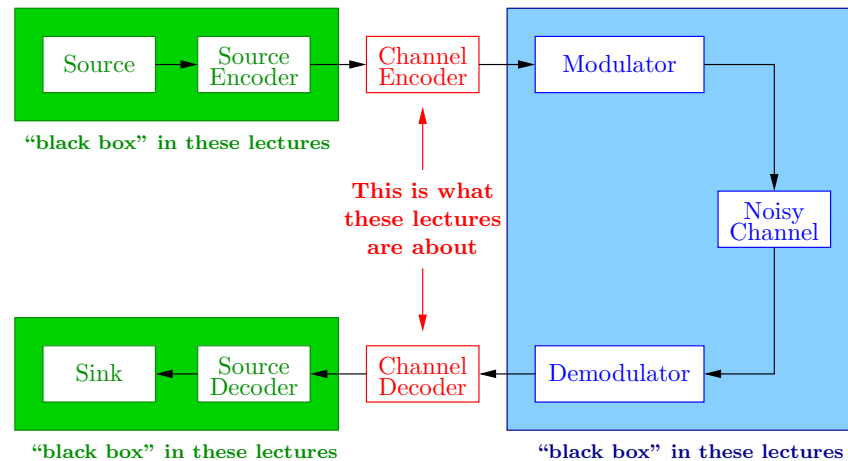 Source
Source
Encoder
Channel
Encoder
Modulator
“black box” in these lectures
This is what
these lectures
are about
Noisy
Channel
Sink
Source
Decoder
Channel
Decoder
Demodulator
“black box” in these lectures
“black box” in these lectures